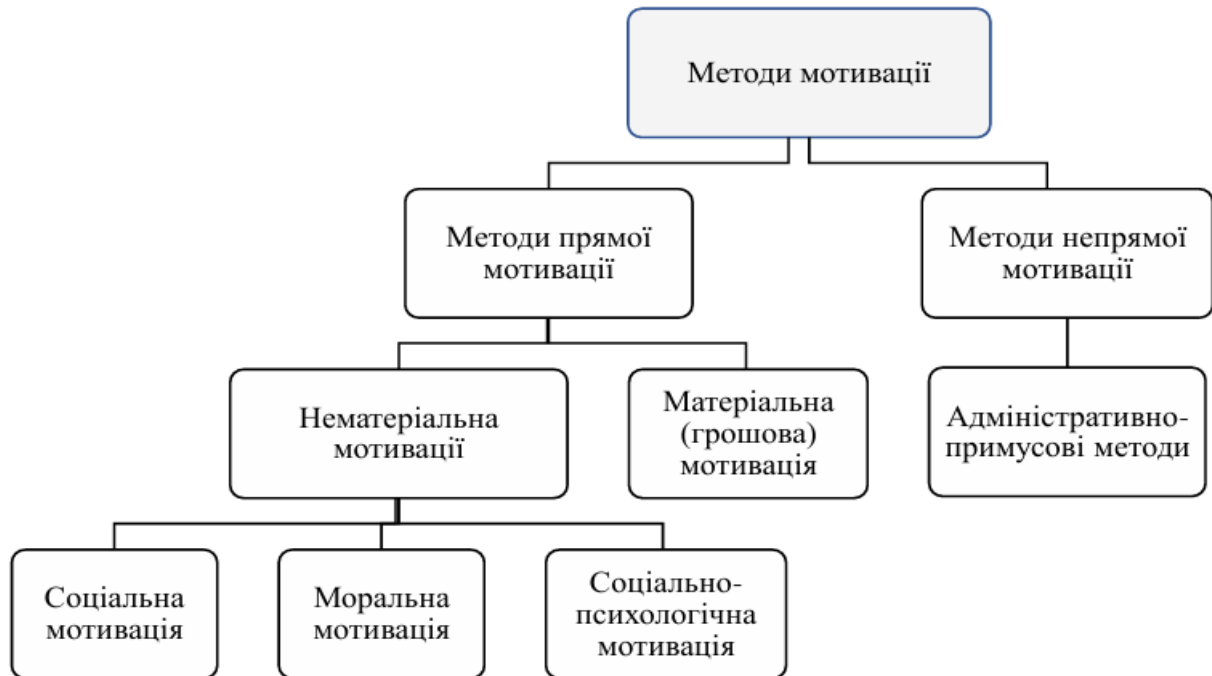 Методи мотивації
Методи прямої
мотивації
Методи непрямої
мотивації
Нематеріальна
мотивації
Матеріальна
(грошова)
мотивація
Адміністративно-
примусові методи
Соціальна
мотивація
Моральна
мотивація
Соціально-
психологічна
мотивація